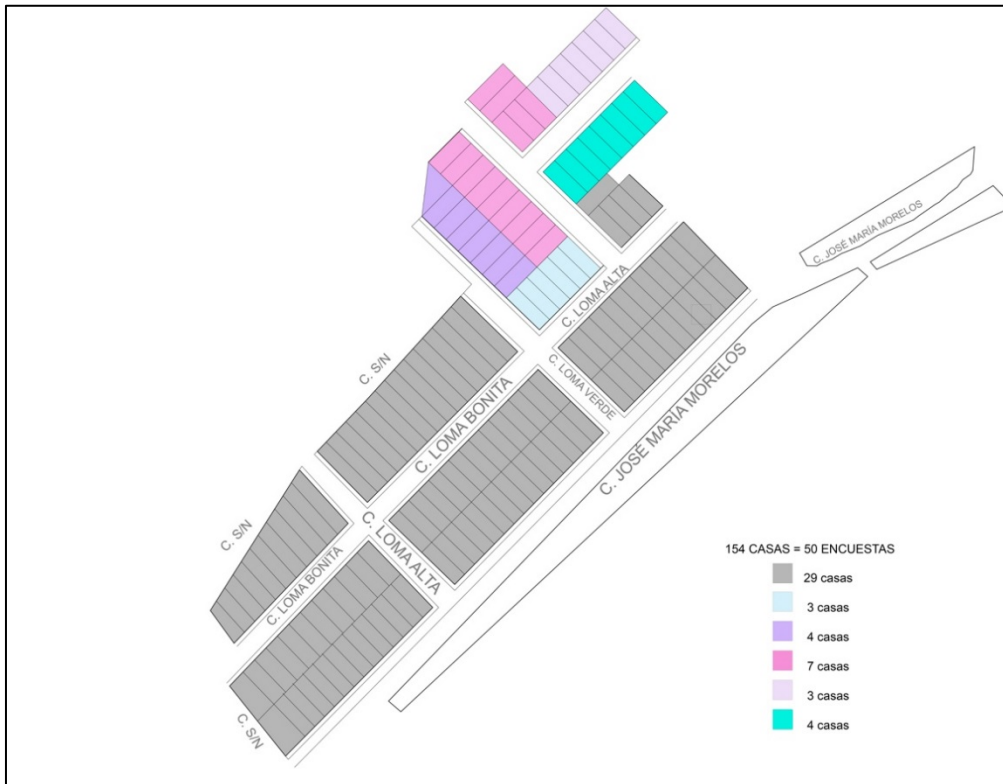 C. JOSÉ MARÍA MORELOS
C. LOMA ALTA
C. S/N
C. LOMA VERDE
C. LOMA BONITA
C. JOSÉ MARÍA MORELOS
C. S/N
C. LOMA ALTA
C. LOMA BONITA
C. S/N
154 CASAS = 50 ENCUESTAS
29 casas
3 casas
4 casas
7 casas
3 casas
4 casas